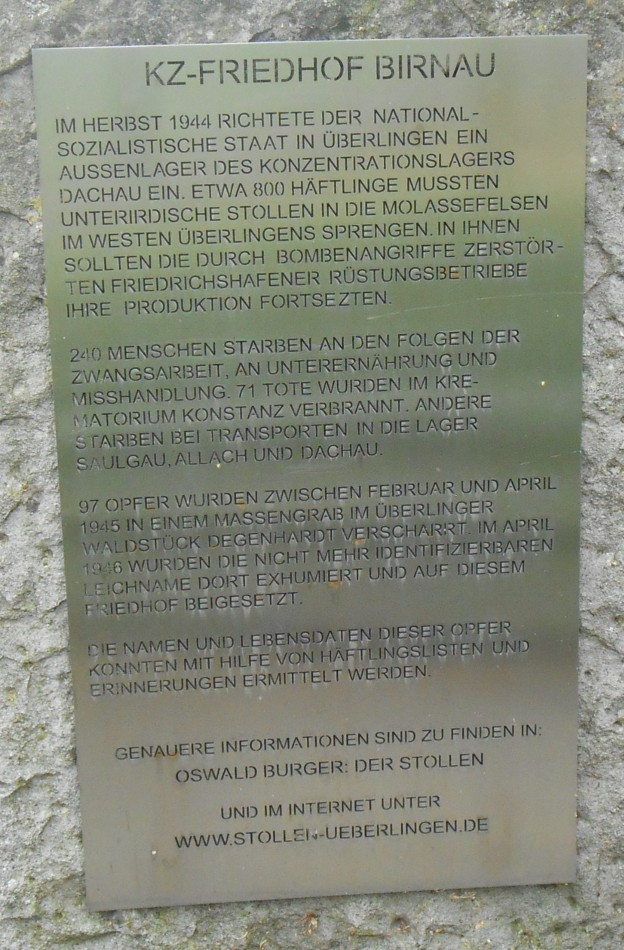 KZ-FRIEDHOF BIRNAU
IM HERBST 1944 RICHTETE DER NATIONAL-
SOZIALISTISCHE STAAT IN ÜBERLINGEN EIN
AUSSENLAGER DES KONZENTRATIONSLAGERS
DACHAU EIN. ETWA 800 HÄFTLINGE MUSSTEN
UNTERIRDISCHE STOLLEN IN DIE MOLASSEFELSEN
IM WESTEN ÜBERLINGENS SPRENGEN. IN IHNEN
SOLLTEN DIE DURCH BOMBENANGRIFFE ZERSTÖR-
TEN FRIEDRICHSHAFENER RÜSTUNGSBETRIEBE
IHRE PRODUKTION FORTSEZTEN.
240 MENSCHEN STARBEN AN DEN FOLGEN DER
ZWANGSARBEIT, AN UNTERERNÄHRUNG UND
MISSHANDLUNG. 71 TOTE WURDEN IM KRE-
MATORIUM KONSTANZ VERBRANNT. ANDERE
STARBEN BEI TRANSPORTEN IN DIE LAGER
SAULGAU, ALLACH UND DACHAU.
97 OPFER WURDEN ZWISCHEN FEBRUAR UND APRIL
1945 IN EINEM MASSENGRAB IM ÜBERLINGER
WALDSTÜCK DEGENHARDT VERSCHARRT. IM APRIL
1946 WURDEN DIE NICHT MEHR IDENTIFIZIERBAREN
LEICHNAME DORT EXHUMIERT UND AUF DIESEM
FRIEDHOF BEIGESETZT.
DIE NAMEN UND LEBENSDATEN DIESER OPFER
KONNTEN MIT HILFE VON HÄFTLINGSLISTEN UND
ERINNERUNGEN ERMITTELT WERDEN.
GENAUERE INFORMATIONEN SIND ZU FINDEN IN:
OSWALD BURGER: DER STOLLEN
UND IM INTERNET UNTER
WWW.STOLLEN-UEBERLINGEN.DE